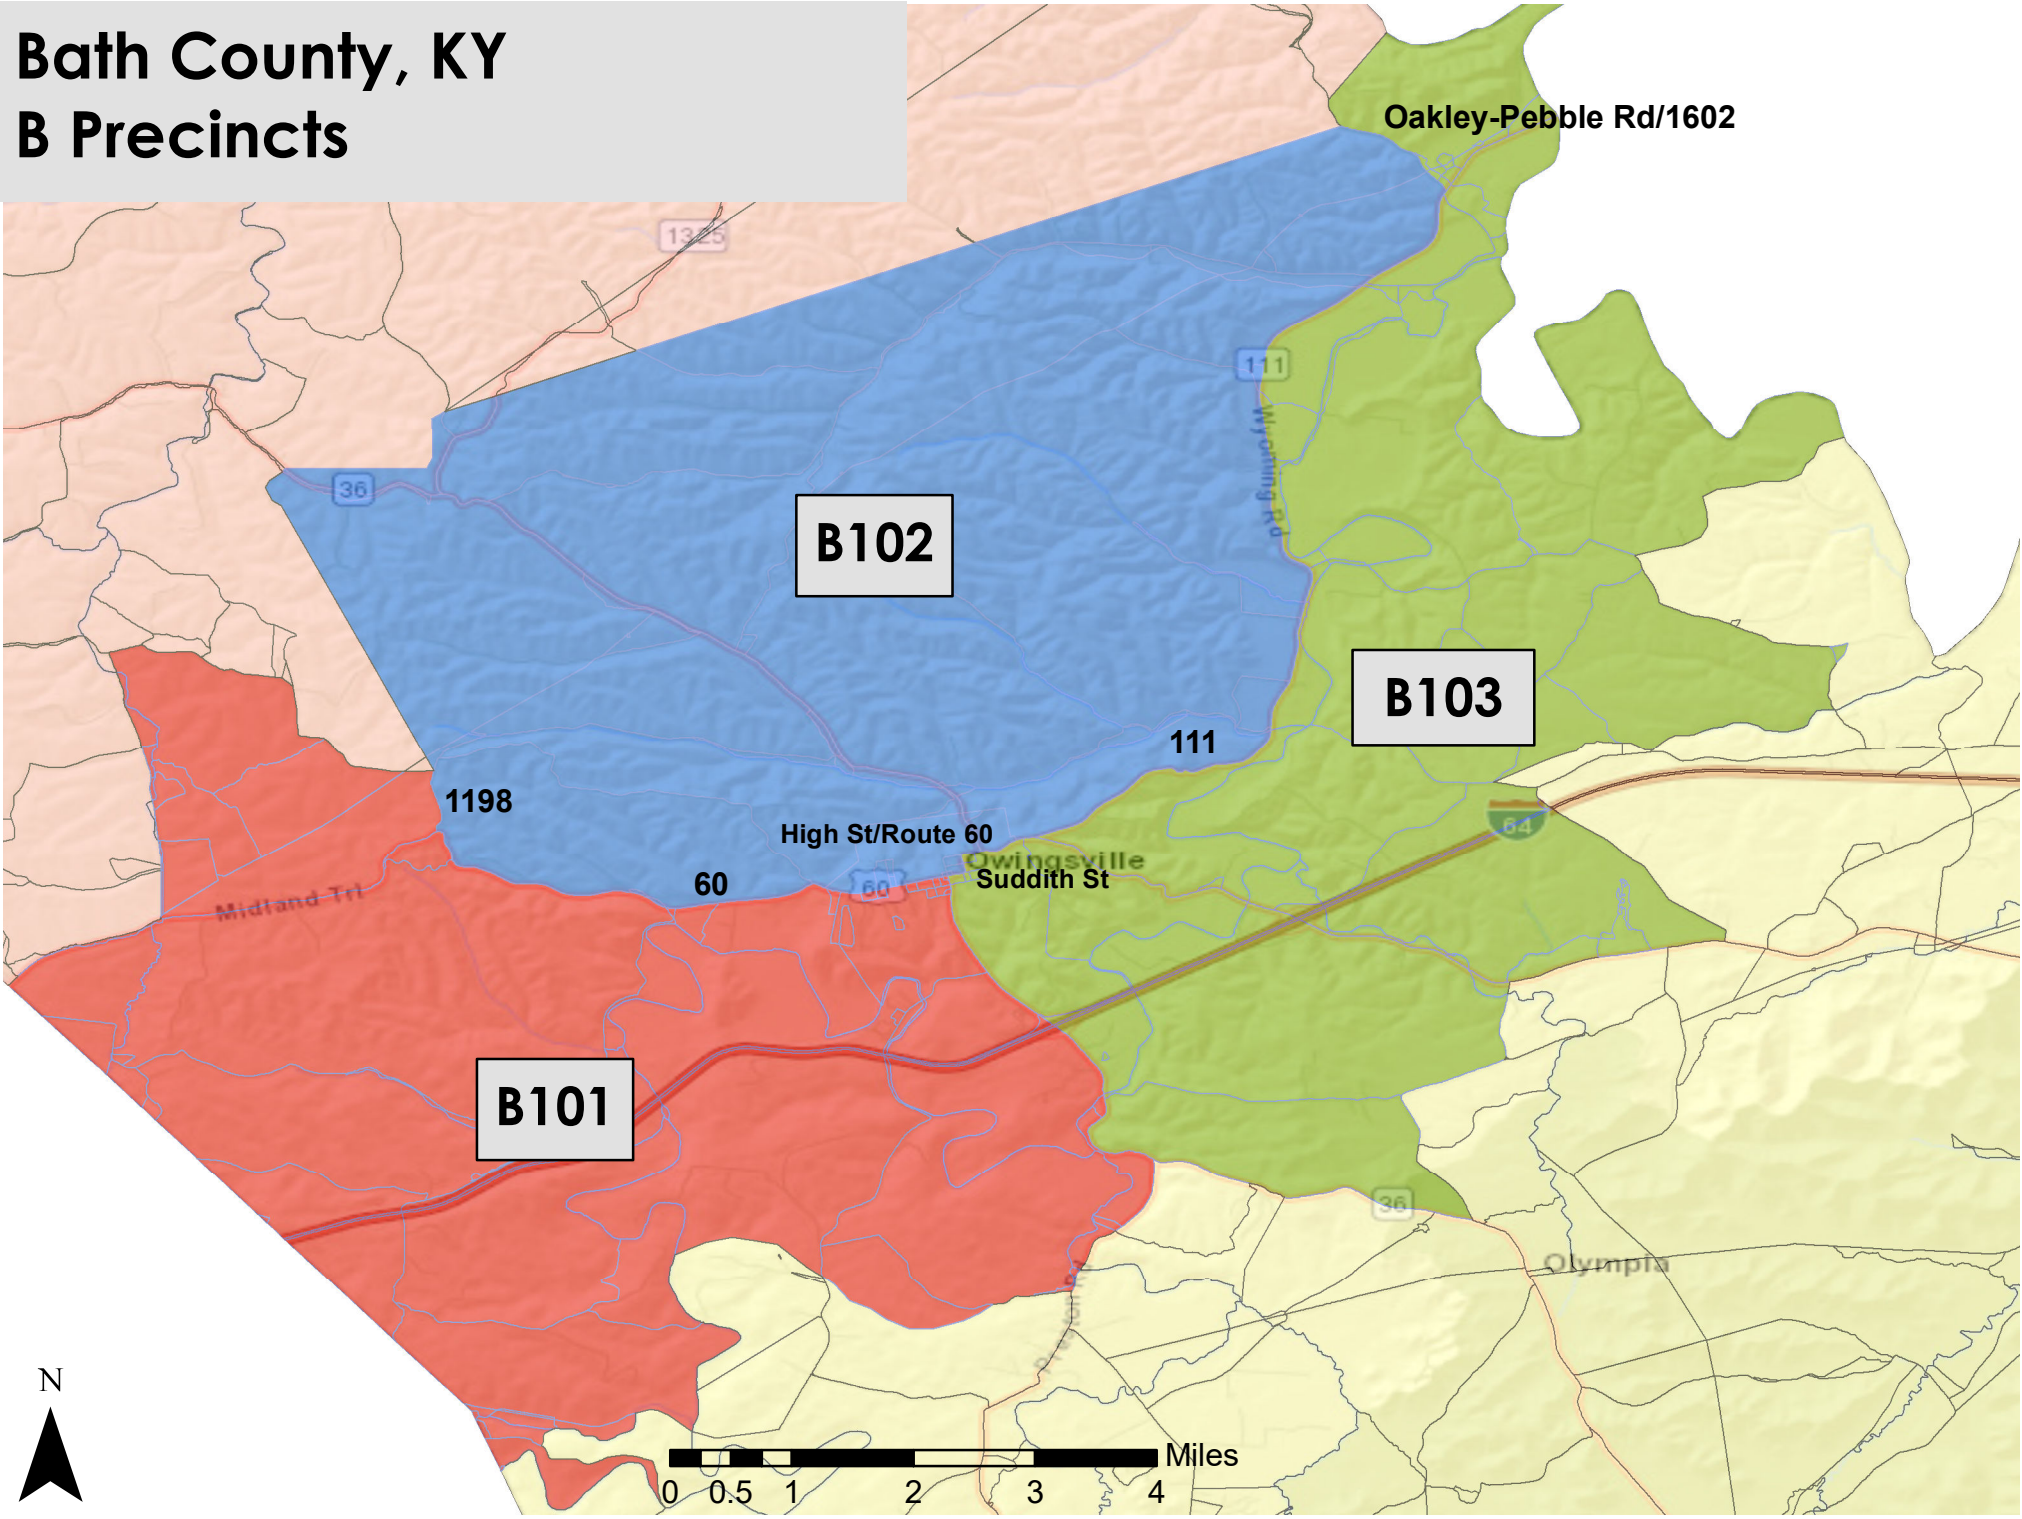 Bath County, KY
B Precincts
Oakley-Pebble Rd/1602
1325
111
Wyoming Rd
36
B102
B103
111
1198
64
High St/Route 60
Owingsville
Suddith St
60
60
Midland Trl
B101
36
Olympia
Preston Rd
N
Miles
0 0.5 1 2 3 4